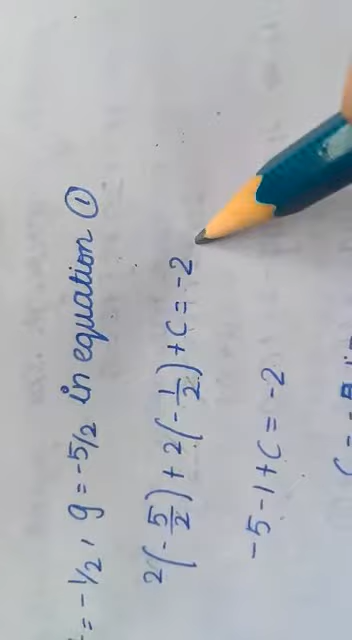 = -1/2, g = -5/2 in equation ①
2(-5/2) + 2(-1/2) + C = -2
-5-1+C = -2
C = -